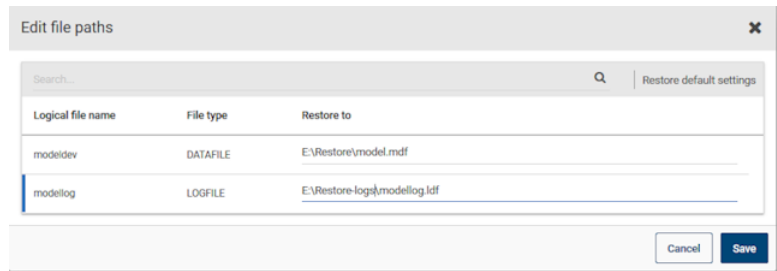 Edit file paths
Search...
Restore default settings
Logical file name File type Restore to
modeldev DATAFILE E:\Restore\model.mdf
modellog LOGFILE E:\Restore-logs\modellog.ldf
Cancel Save